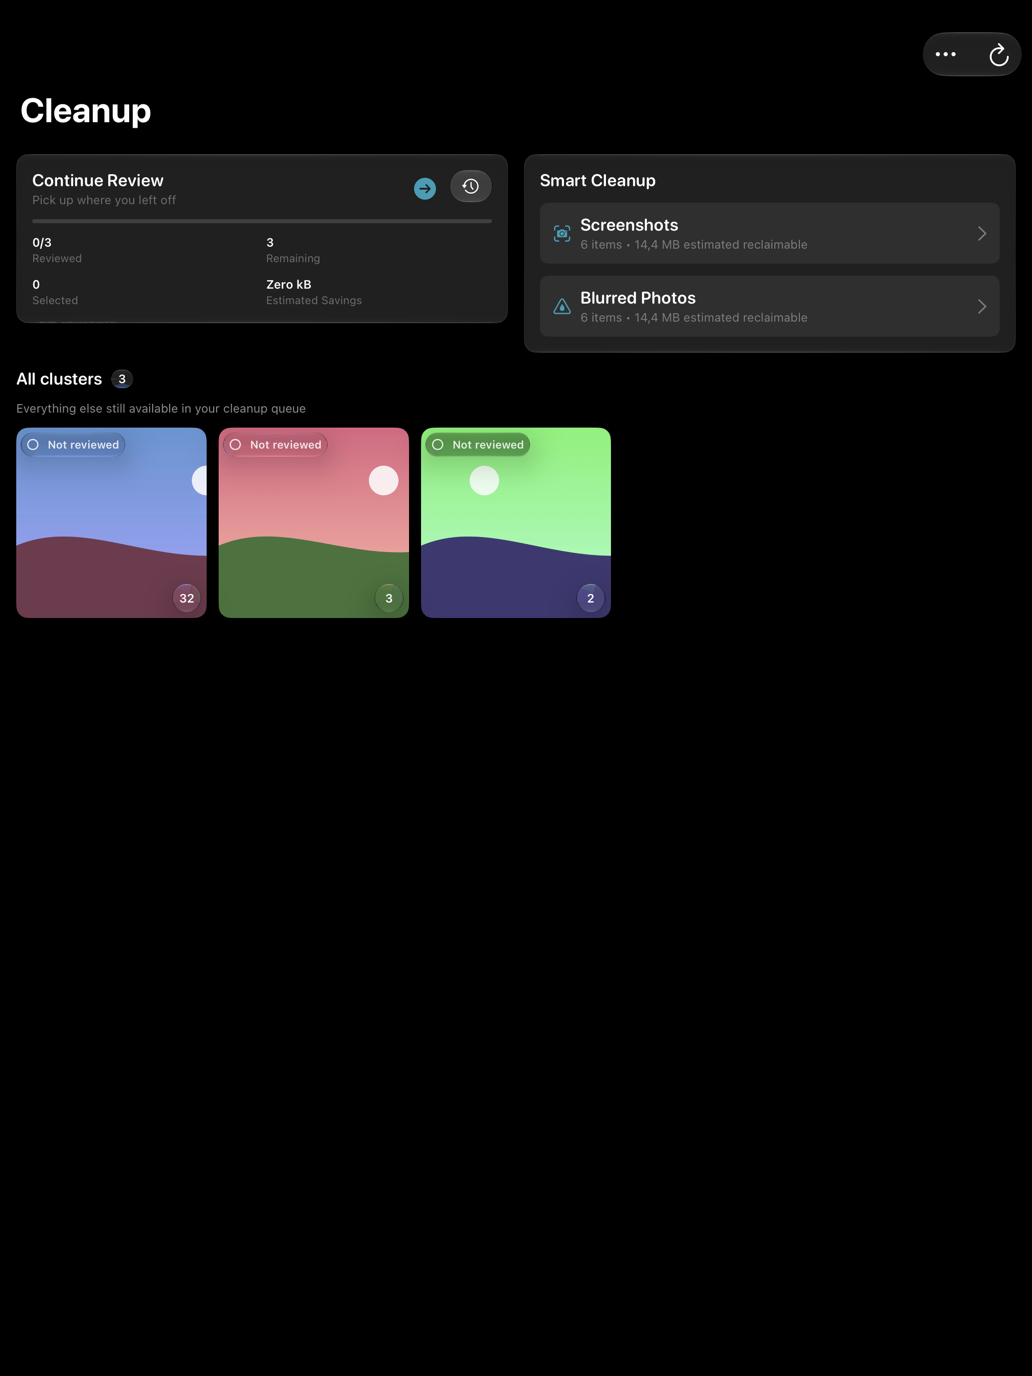 Cleanup
Continue Review
Pick up where you left off
0/3
Reviewed
3
Remaining
0
Selected
Zero kB
Estimated Savings
Smart Cleanup
Screenshots
6 items • 14,4 MB estimated reclaimable
Blurred Photos
6 items • 14,4 MB estimated reclaimable
All clusters 3
Everything else still available in your cleanup queue
Not reviewed
32
Not reviewed
3
Not reviewed
2